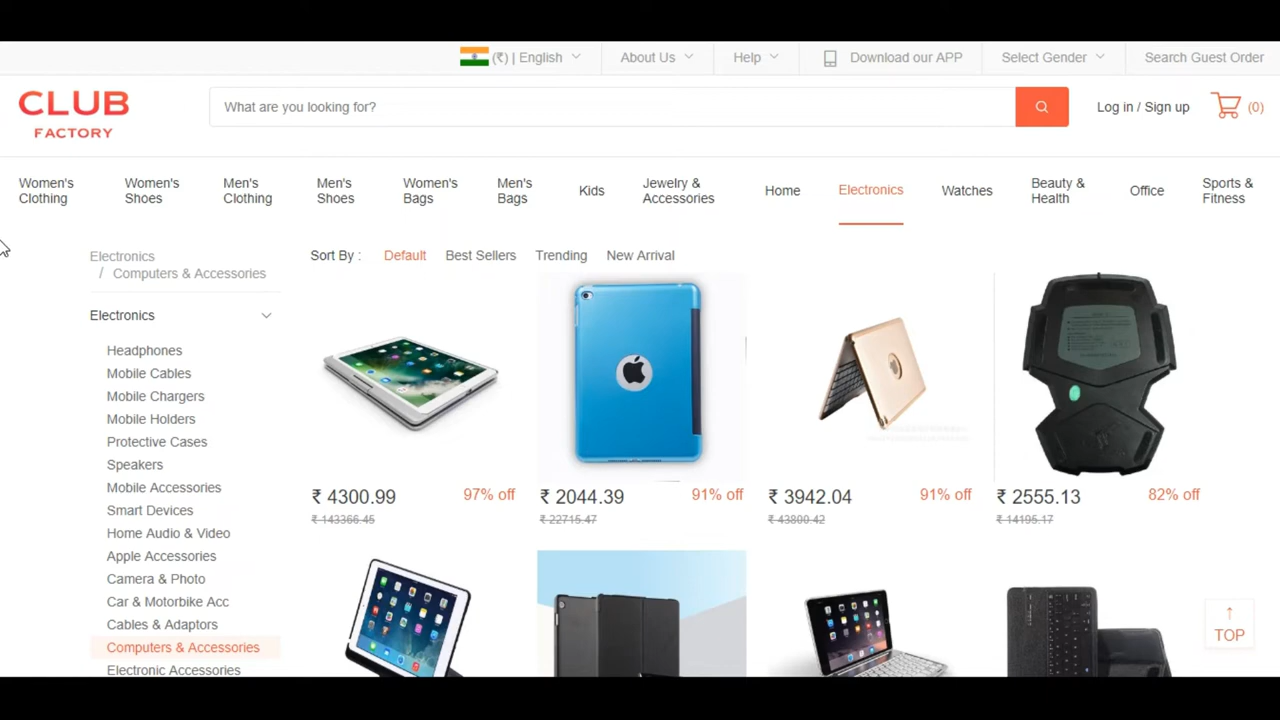 (₹) | English
About Us
Help
Download our APP
Select Gender
Search Guest Order
CLUB
FACTORY
What are you looking for?
Log in / Sign up
(0)
Women's
Clothing
Women's
Shoes
Men's
Clothing
Men's
Shoes
Women's
Bags
Men's
Bags
Kids
Jewelry &
Accessories
Home
Electronics
Watches
Beauty &
Health
Office
Sports &
Fitness
Electronics
/ Computers & Accessories
Sort By :
Default
Best Sellers
Trending
New Arrival
Electronics
Headphones
Mobile Cables
Mobile Chargers
Mobile Holders
Protective Cases
Speakers
Mobile Accessories
Smart Devices
Home Audio & Video
Apple Accessories
Camera & Photo
Car & Motorbike Acc
Cables & Adaptors
Computers & Accessories
Electronic Accessories
₹ 4300.99
97% off
₹ 143366.45
₹ 2044.39
91% off
₹ 22715.47
₹ 3942.04
91% off
₹ 43800.42
₹ 2555.13
82% off
₹ 14195.17
↑
TOP